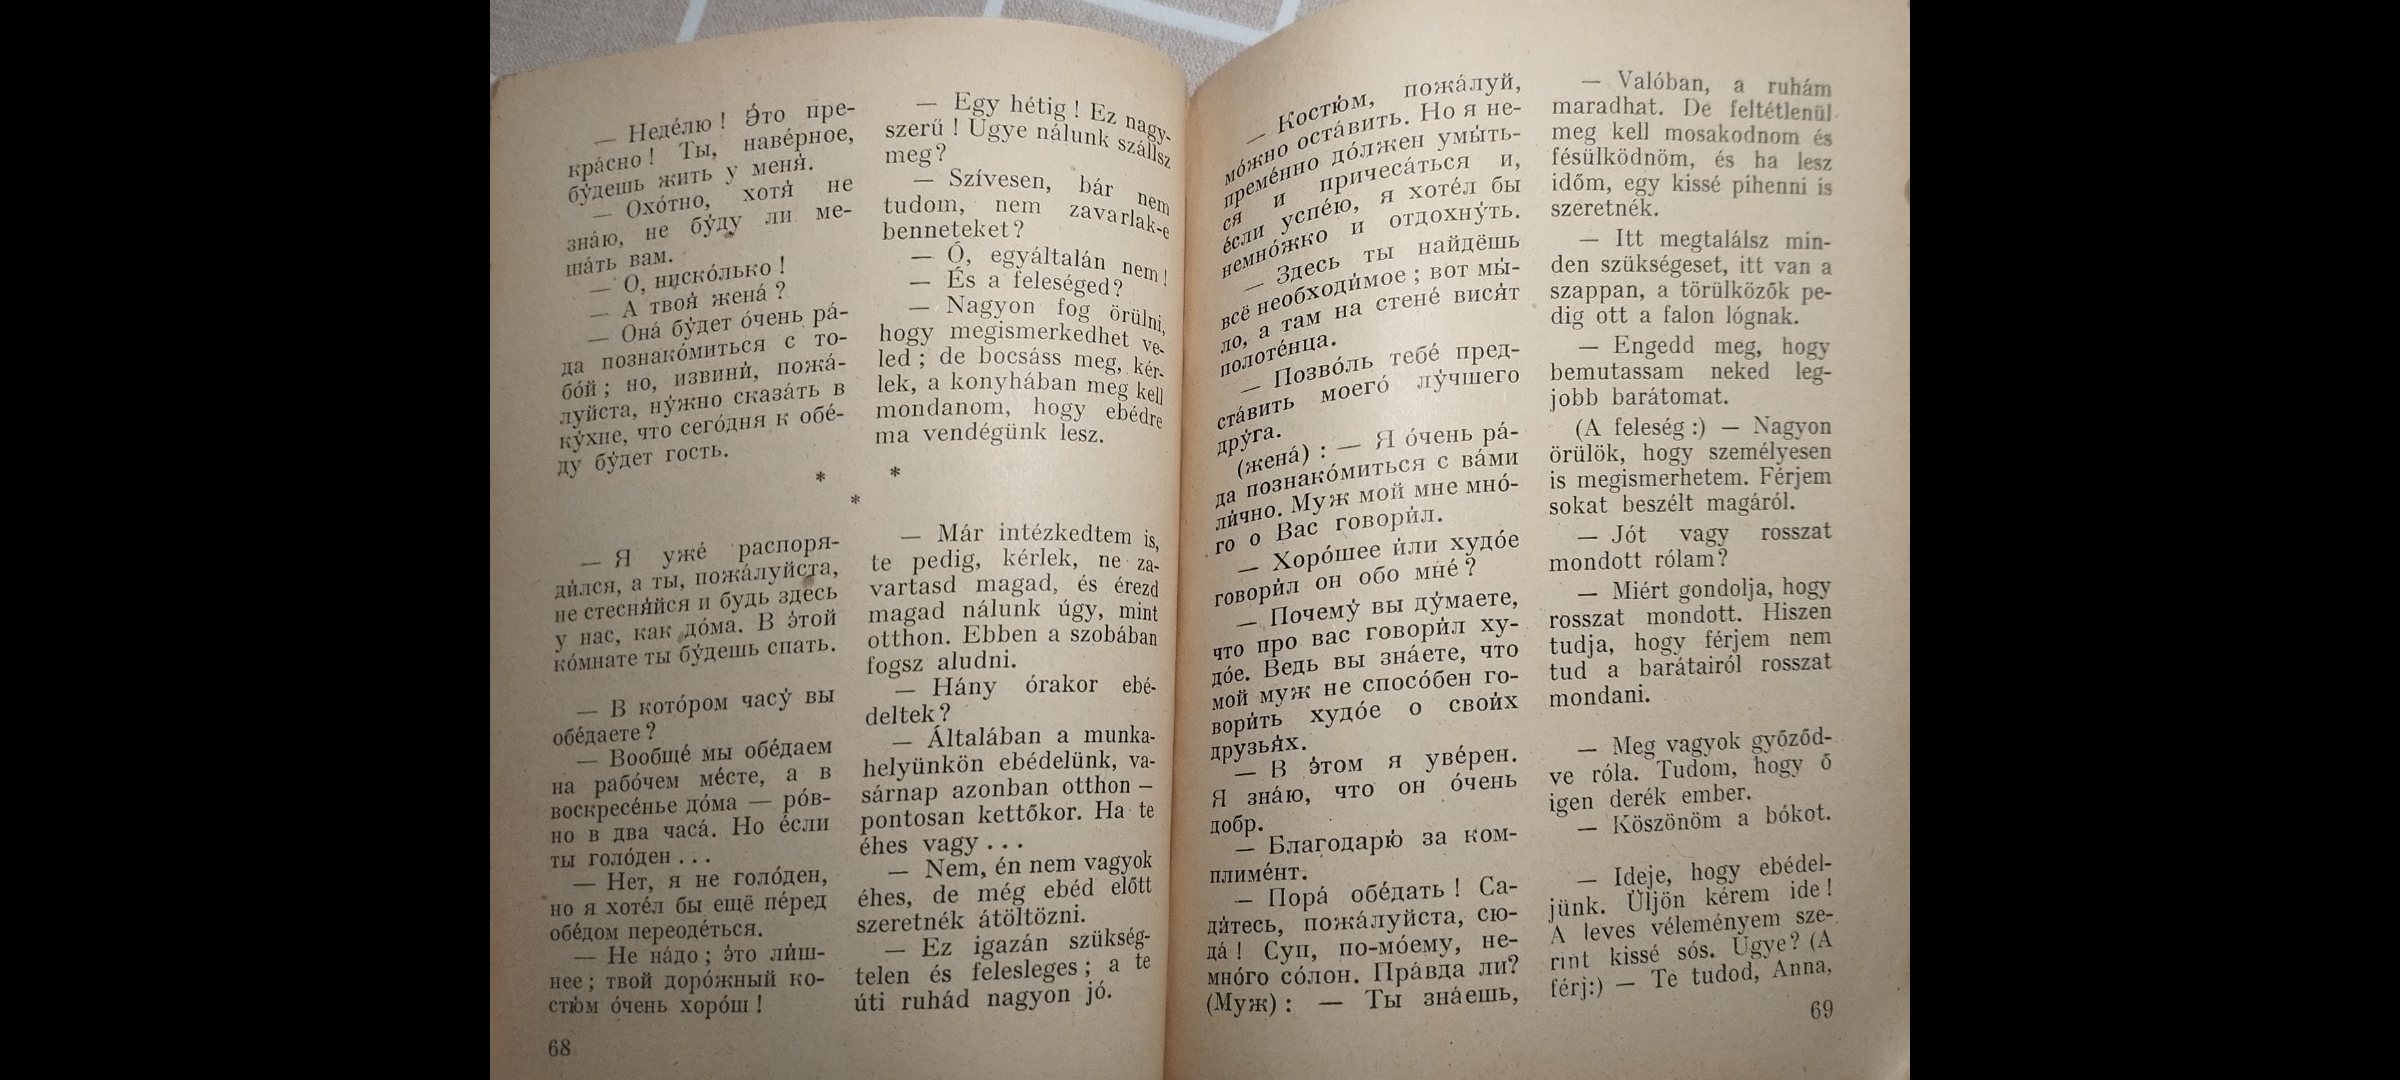 — Неде́лю! Э́то пре-
кра́сно! Ты, наве́рное,
бу́дешь жить у меня́.
— Охо́тно, хотя́ не
зна́ю, не бу́ду ли ме-
ша́ть вам.
— О, ниско́лько!
— А твоя́ жена́?
— Она́ бу́дет о́чень ра́-
да познако́миться с то-
бо́й; но, извини́, пожа́-
луйста, ну́жно сказа́ть в
ку́хне, что сего́дня к обе́-
ду бу́дет гость.
— Egy hétig! Ez nagy-
szerű! Ugye nálunk szállsz
meg?
— Szívesen, bár nem
tudom, nem zavarlak-e
benneteket?
— Ó, egyáltalán nem!
— És a feleséged?
— Nagyon fog örülni,
hogy megismerkedhet ve-
led; de bocsáss meg, kér-
lek, a konyhában meg kell
mondanom, hogy ebédre
ma vendégünk lesz.
* *
*
— Я уже́ распоря-
ди́лся, а ты, пожа́луйста,
не стесня́йся и будь здесь
у нас, как до́ма. В э́той
ко́мнате ты бу́дешь спать.
— В кото́ром часу́ вы
обе́даете?
— Вообще́ мы обе́даем
на рабо́чем ме́сте, а в
воскресе́нье до́ма — ро́в-
но в два часа́. Но е́сли
ты голо́ден...
— Нет, я не голо́ден,
но я хоте́л бы ещё пе́ред
обе́дом переоде́ться.
— Не на́до; э́то ли́ш-
нее; твой доро́жный ко-
стю́м о́чень хоро́ш!
— Már intézkedtem is,
te pedig, kérlek, ne za-
vartasd magad, és érezd
magad nálunk úgy, mint
otthon. Ebben a szobában
fogsz aludni.
— Hány órakor ebé-
deltek?
— Általában a munka-
helyünkön ebédelünk, va-
sárnap azonban otthon —
pontosan kettőkor. Ha te
éhes vagy...
— Nem, én nem vagyok
éhes, de még ebéd előtt
szeretnék átöltözni.
— Ez igazán szükség-
telen és felesleges; a te
úti ruhád nagyon jó.
68
— Костю́м, пожа́луй,
мо́жно оста́вить. Но я не-
преме́нно до́лжен умы́ть-
ся и причеса́ться и,
е́сли успе́ю, я хоте́л бы
немно́жко и отдохну́ть.
— Здесь ты найдёшь
всё необходи́мое; вот мы́-
ло, а там на стене́ вися́т
полоте́нца.
— Позво́ль тебе́ пред-
ста́вить моего́ лу́чшего
дру́га.
(жена́): — Я о́чень ра́-
да познако́миться с ва́ми
ли́чно. Муж мой мне мно́-
го о Вас говори́л.
— Хоро́шее и́ли худо́е
говори́л он обо мне́?
— Почему́ вы ду́маете,
что про вас говори́л ху-
до́е. Ведь вы зна́ете, что
мой муж не спосо́бен го-
вори́ть худо́е о свои́х
друзья́х.
— В э́том я уве́рен.
Я зна́ю, что он о́чень
добр.
— Благодарю́ за ком-
плиме́нт.
— Пора́ обе́дать! Са-
ди́тесь, пожа́луйста, сю-
да́! Суп, по-мо́ему, не-
мно́го со́лон. Пра́вда ли?
(Муж): — Ты зна́ешь,
— Valóban, a ruhám
maradhat. De feltétlenül
meg kell mosakodnom és
fésülködnöm, és ha lesz
időm, egy kissé pihenni is
szeretnék.
— Itt megtalálsz min-
den szükségeset, itt van a
szappan, a törülközők pe-
dig ott a falon lógnak.
— Engedd meg, hogy
bemutassam neked leg-
jobb barátomat.
(A feleség:) — Nagyon
örülök, hogy személyesen
is megismerhetem. Férjem
sokat beszélt magáról.
— Jót vagy rosszat
mondott rólam?
— Miért gondolja, hogy
rosszat mondott. Hiszen
tudja, hogy férjem nem
tud a barátairól rosszat
mondani.
— Meg vagyok győződ-
ve róla. Tudom, hogy ő
igen derék ember.
— Köszönöm a bókot.
— Ideje, hogy ebédel-
jünk. Üljön kérem ide!
A leves véleményem sze-
rint kissé sós. Ugye? (A
férj:) — Te tudod, Anna,
69